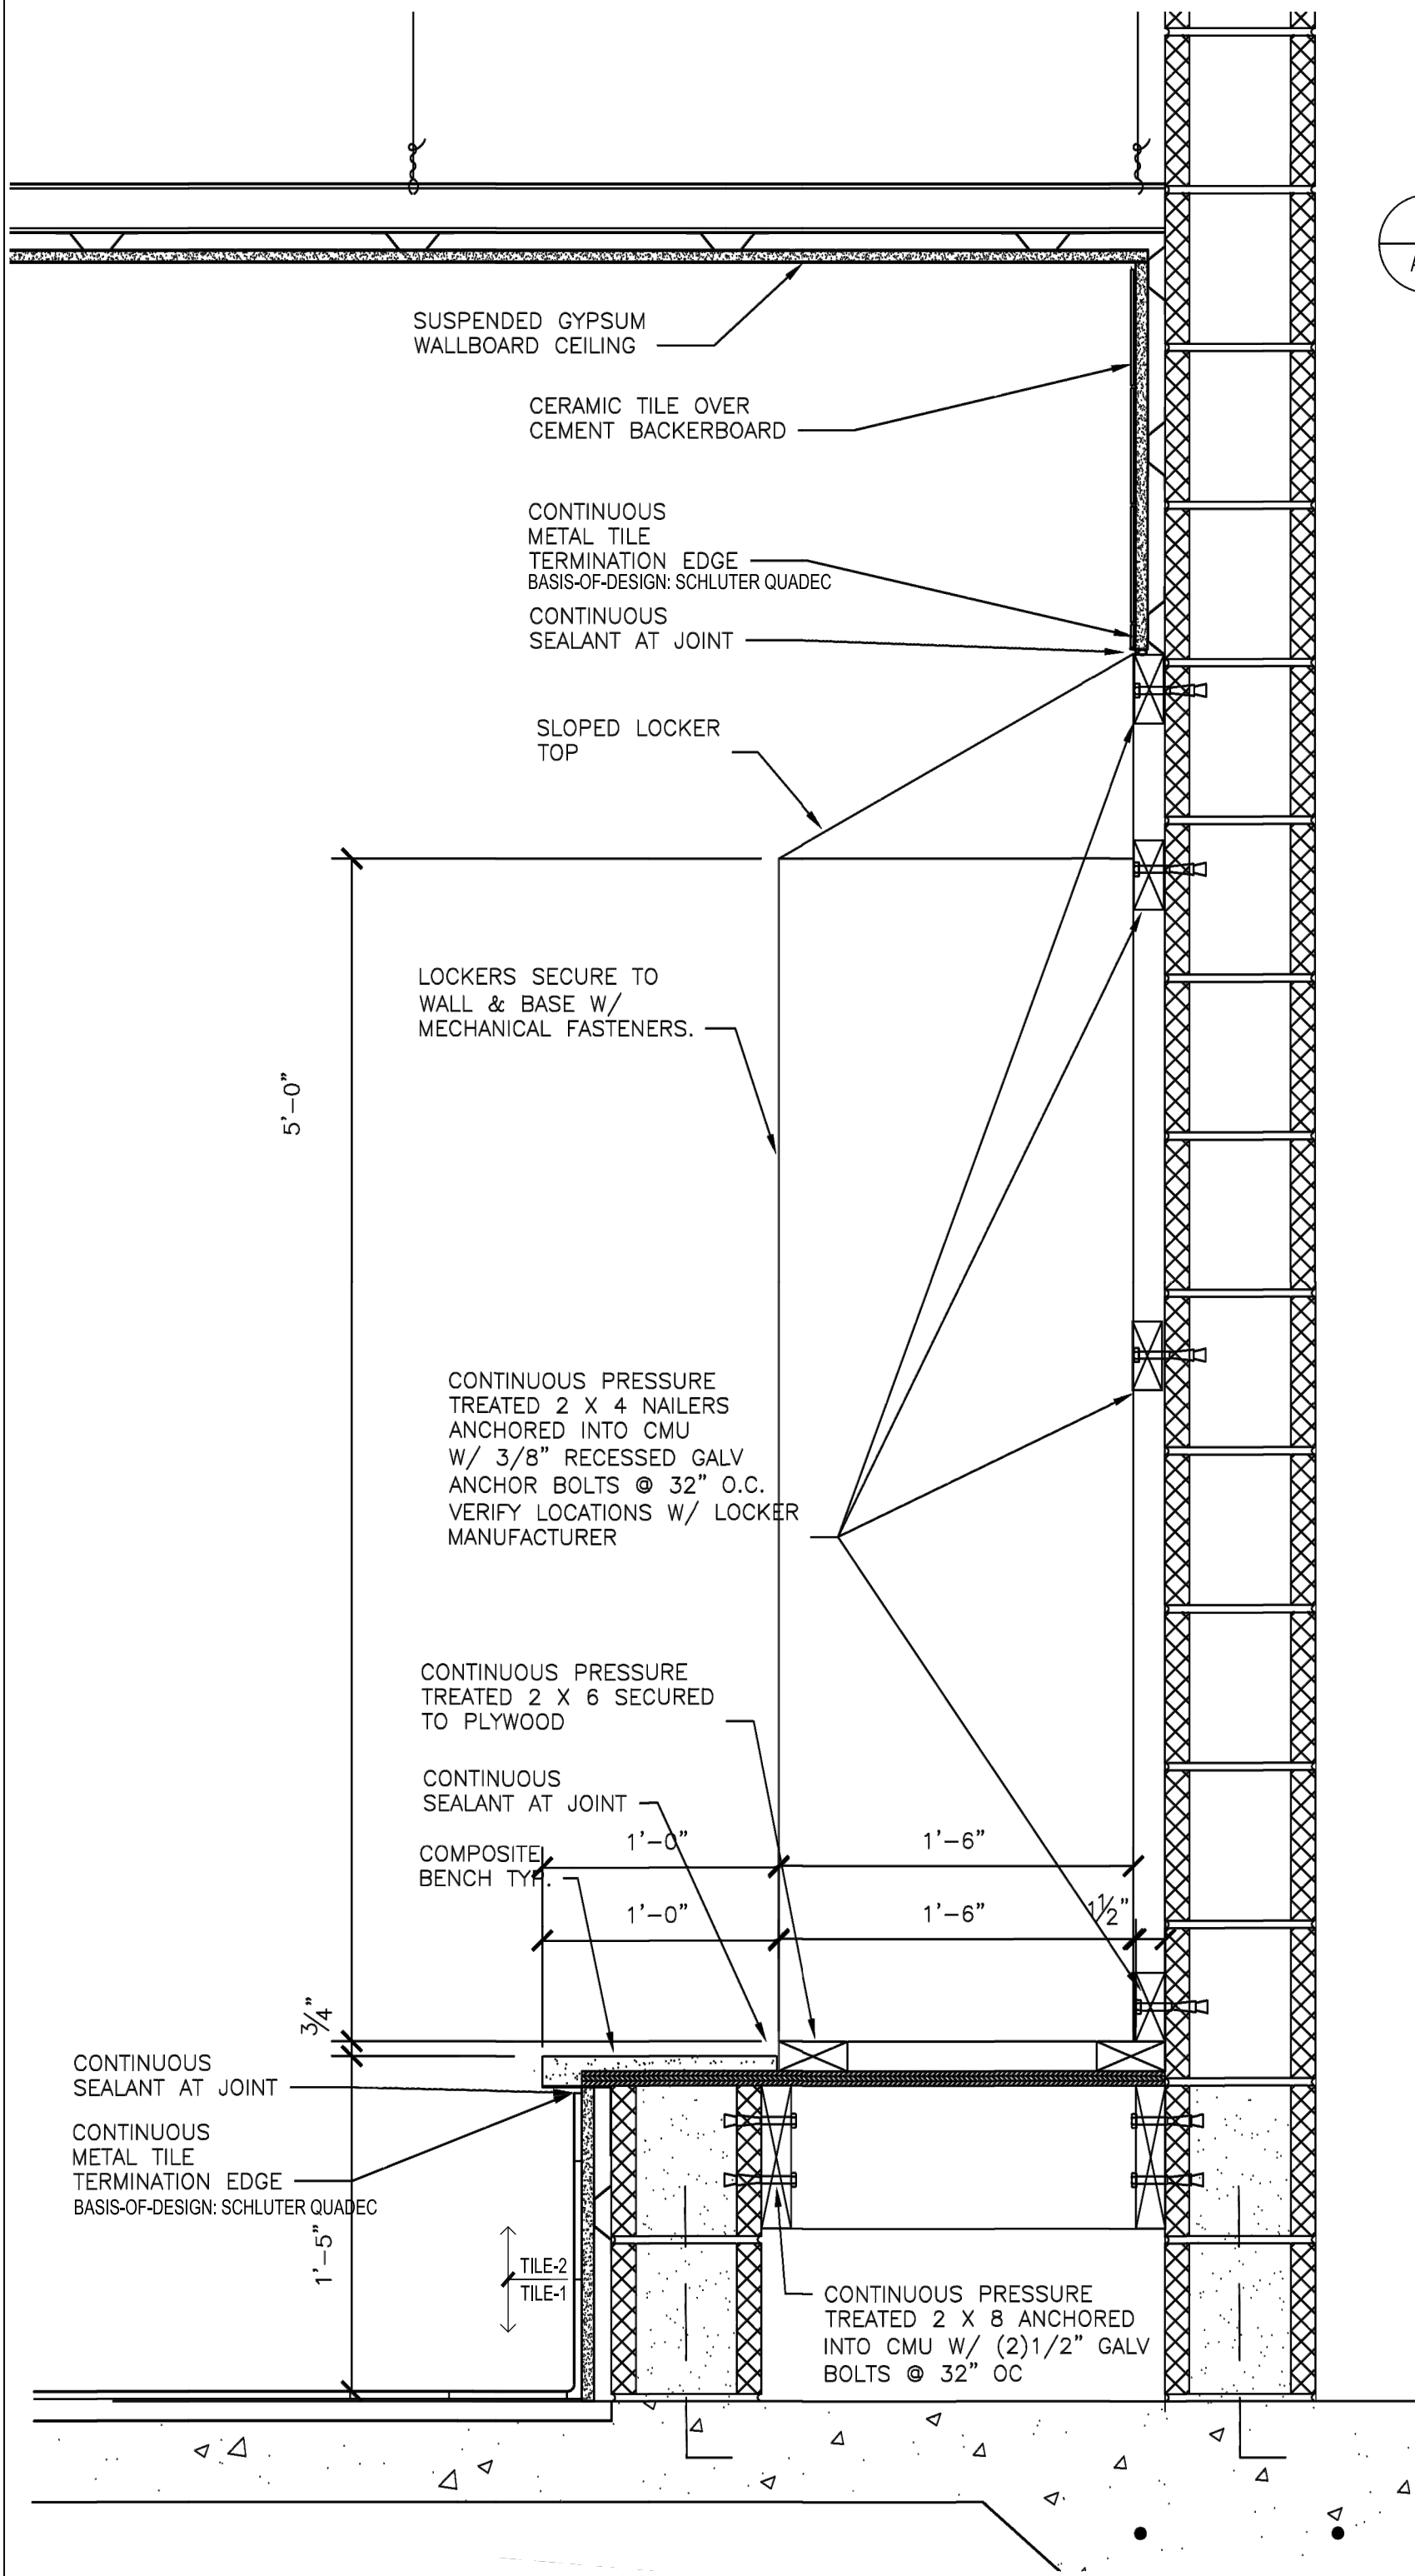 SUSPENDED GYPSUM
WALLBOARD CEILING
CERAMIC TILE OVER
CEMENT BACKERBOARD
CONTINUOUS
METAL TILE
TERMINATION EDGE
BASIS-OF-DESIGN: SCHLUTER QUADEC
CONTINUOUS
SEALANT AT JOINT
SLOPED LOCKER
TOP
LOCKERS SECURE TO
WALL & BASE W/
MECHANICAL FASTENERS.
5'-0"
CONTINUOUS PRESSURE
TREATED 2 X 4 NAILERS
ANCHORED INTO CMU
W/ 3/8" RECESSED GALV
ANCHOR BOLTS @ 32" O.C.
VERIFY LOCATIONS W/ LOCKER
MANUFACTURER
CONTINUOUS PRESSURE
TREATED 2 X 6 SECURED
TO PLYWOOD
CONTINUOUS
SEALANT AT JOINT
COMPOSITE
BENCH TYP.
1'-0"
1'-6"
1'-0"
1'-6"
1½"
3/4"
CONTINUOUS
SEALANT AT JOINT
CONTINUOUS
METAL TILE
TERMINATION EDGE
BASIS-OF-DESIGN: SCHLUTER QUADEC
1'-5"
TILE-2
TILE-1
CONTINUOUS PRESSURE
TREATED 2 X 8 ANCHORED
INTO CMU W/ (2)1/2" GALV
BOLTS @ 32" OC